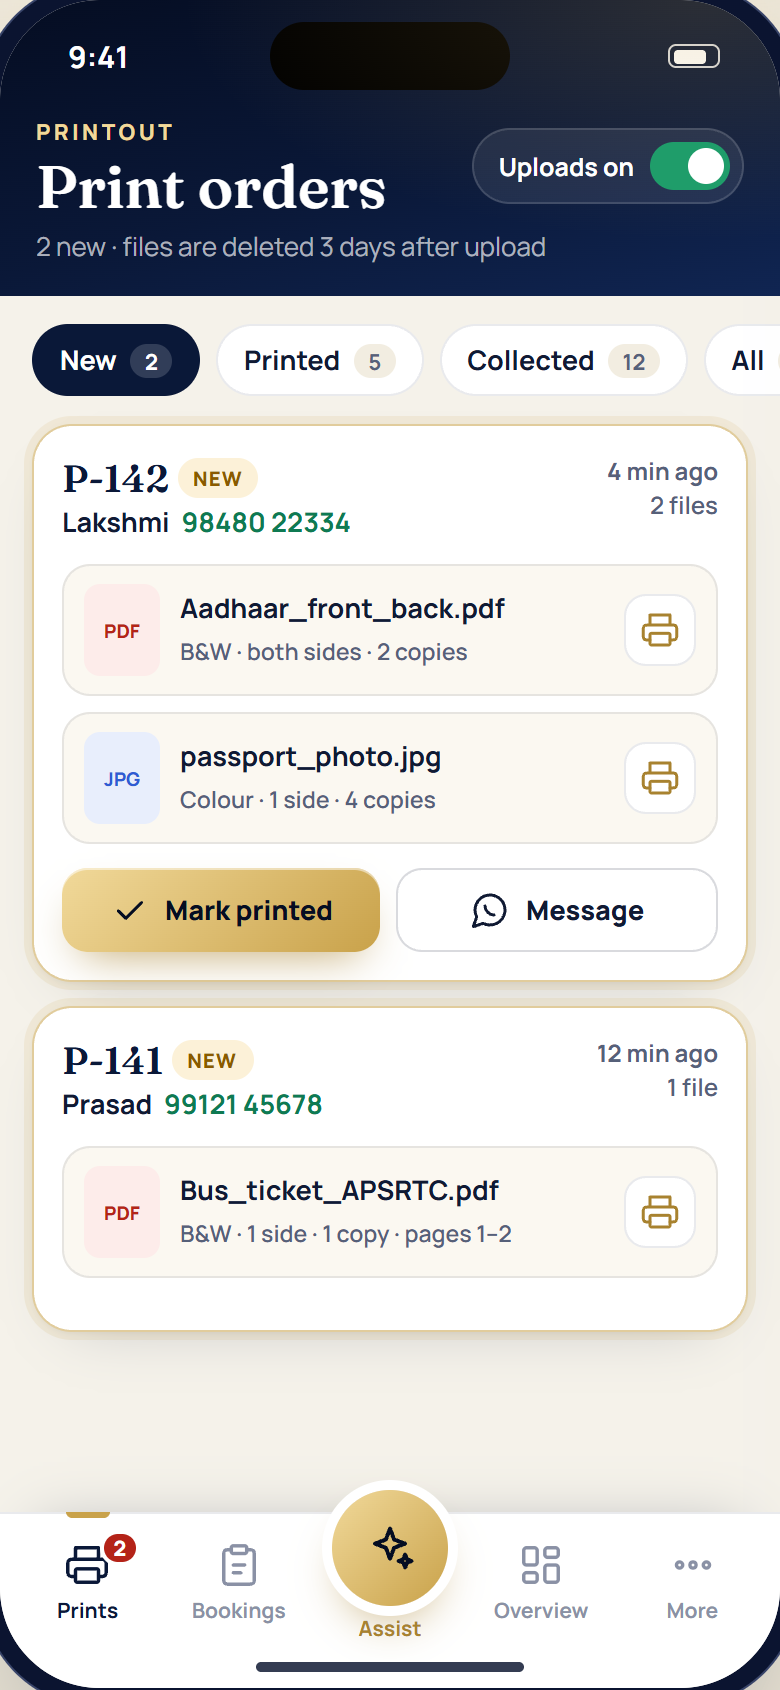 9:41
PRINTOUT
Print orders
Uploads on
2 new · files are deleted 3 days after upload
New 2
Printed 5
Collected 12
All
P-142 NEW
4 min ago
Lakshmi 98480 22334
2 files
PDF
Aadhaar_front_back.pdf
B&W · both sides · 2 copies
JPG
passport_photo.jpg
Colour · 1 side · 4 copies
Mark printed
Message
P-141 NEW
12 min ago
Prasad 99121 45678
1 file
PDF
Bus_ticket_APSRTC.pdf
B&W · 1 side · 1 copy · pages 1–2
2
Prints
Bookings
Assist
Overview
More